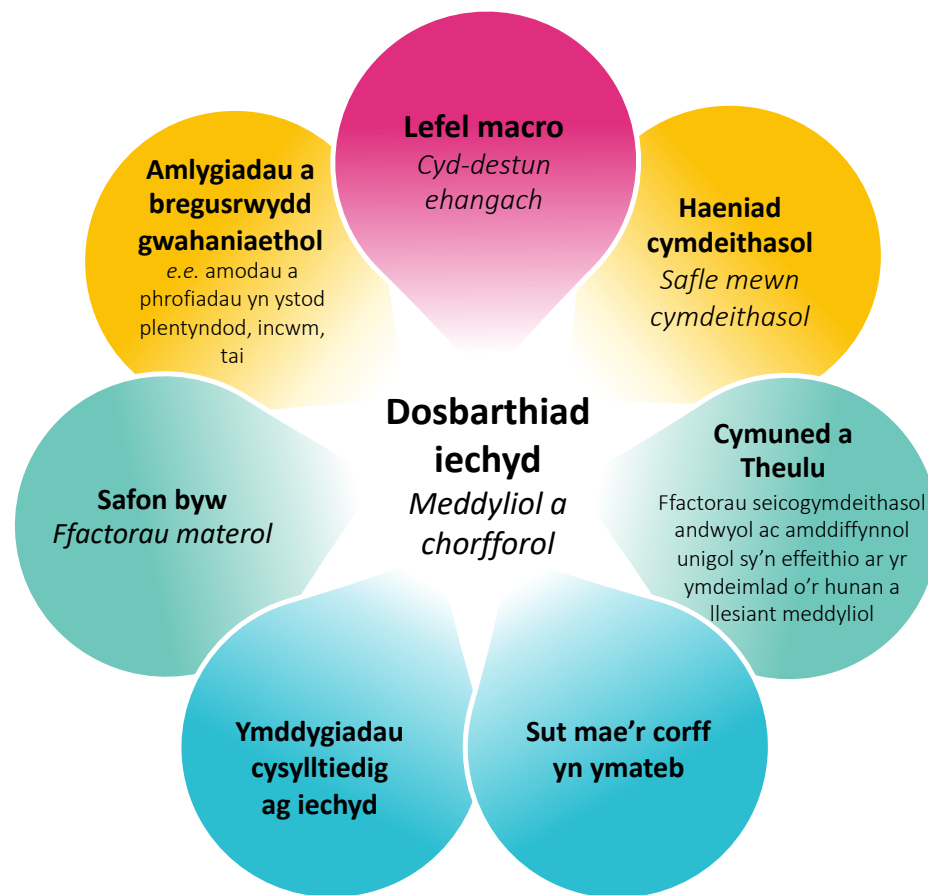 Lefel macro
Cyd-destun
ehangach
Haeniad
cymdeithasol
Safle mewn
cymdeithasol
Cymuned a
Theulu
Ffactorau seicogymdeithasol
andwyol ac amddiffynnol
unigol sy'n effeithio ar yr
ymdeimlad o'r hunan a
llesiant meddyliol
Sut mae'r corff
yn ymateb
Ymddygiadau
cysylltiedig
ag iechyd
Safon byw
Ffactorau materol
Amlygiadau a
bregusrwydd
gwahaniaethol
e.e. amodau a
phrofiadau yn ystod
plentyndod, incwm,
tai
Dosbarthiad
iechyd
Meddyliol a
chorfforol